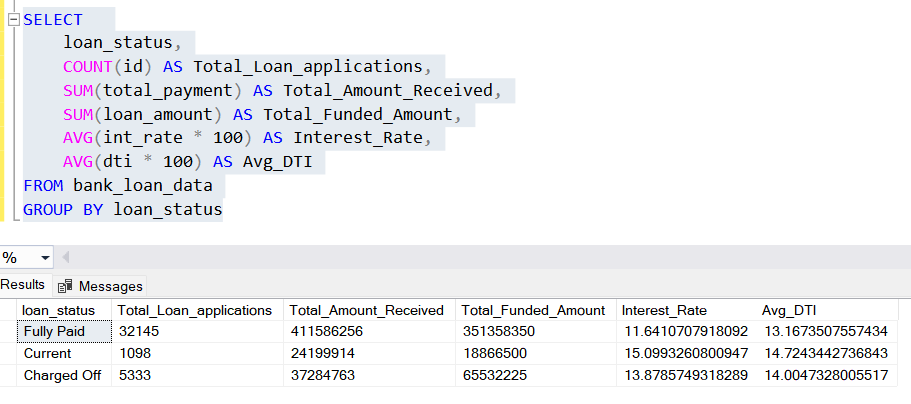 SELECT
loan_status,
COUNT(id) AS Total_Loan_applications,
SUM(total_payment) AS Total_Amount_Received,
SUM(loan_amount) AS Total_Funded_Amount,
AVG(int_rate * 100) AS Interest_Rate,
AVG(dti * 100) AS Avg_DTI
FROM bank_loan_data
GROUP BY loan_status
%
Results Messages
loan_status Total_Loan_applications Total_Amount_Received Total_Funded_Amount Interest_Rate Avg_DTI
Fully Paid 32145 411586256 351358350 11.6410707918092 13.1673507557434
Current 1098 24199914 18866500 15.0993260800947 14.7243442736843
Charged Off 5333 37284763 65532225 13.8785749318289 14.0047328005517